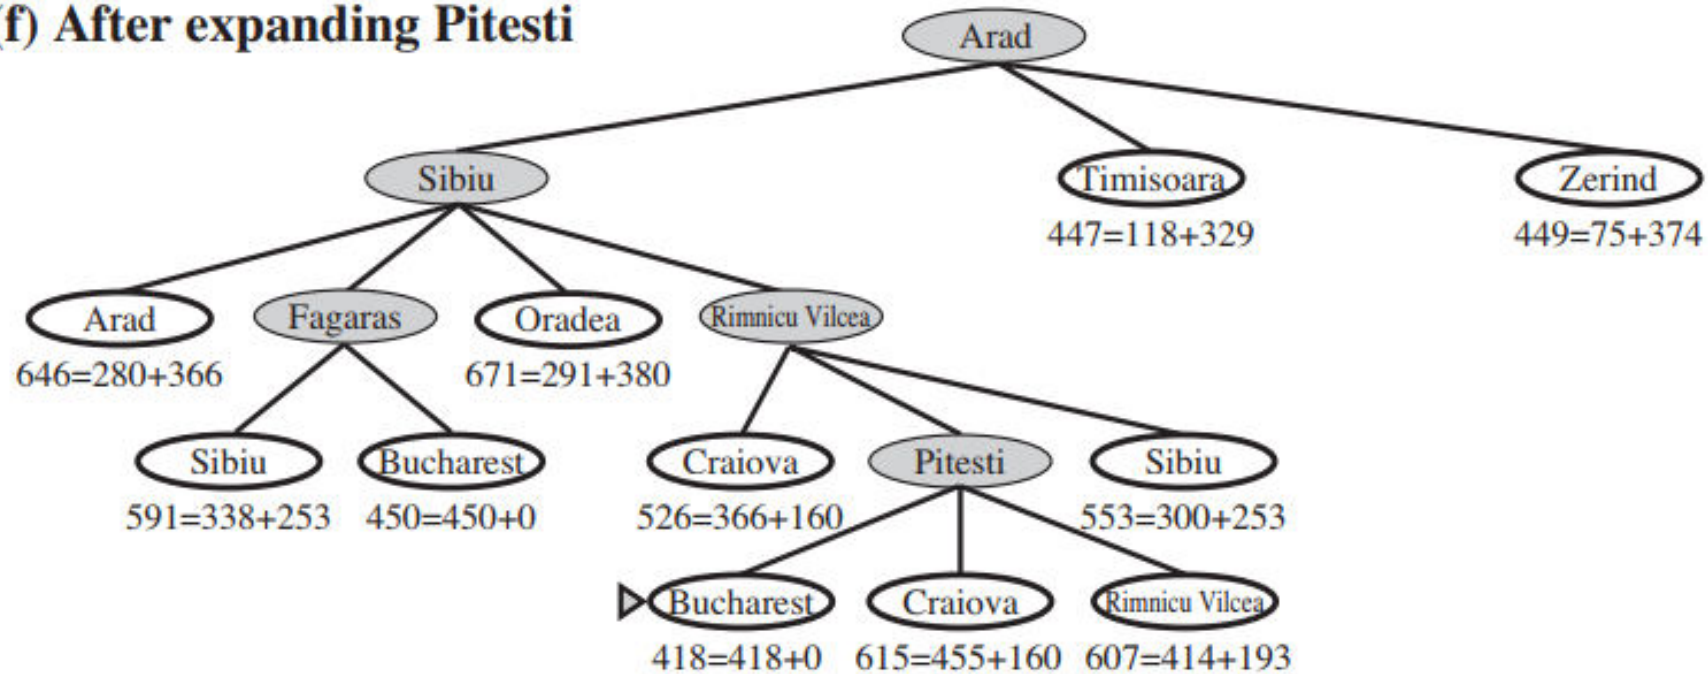 (f) After expanding Pitesti
Arad
Sibiu
Timisoara
Zerind
447=118+329
449=75+374
Arad
Fagaras
Oradea
Rimnicu Vilcea
646=280+366
671=291+380
Sibiu
Bucharest
Craiova
Pitesti
Sibiu
591=338+253
450=450+0
526=366+160
553=300+253
Bucharest
Craiova
Rimnicu Vilcea
418=418+0
615=455+160
607=414+193